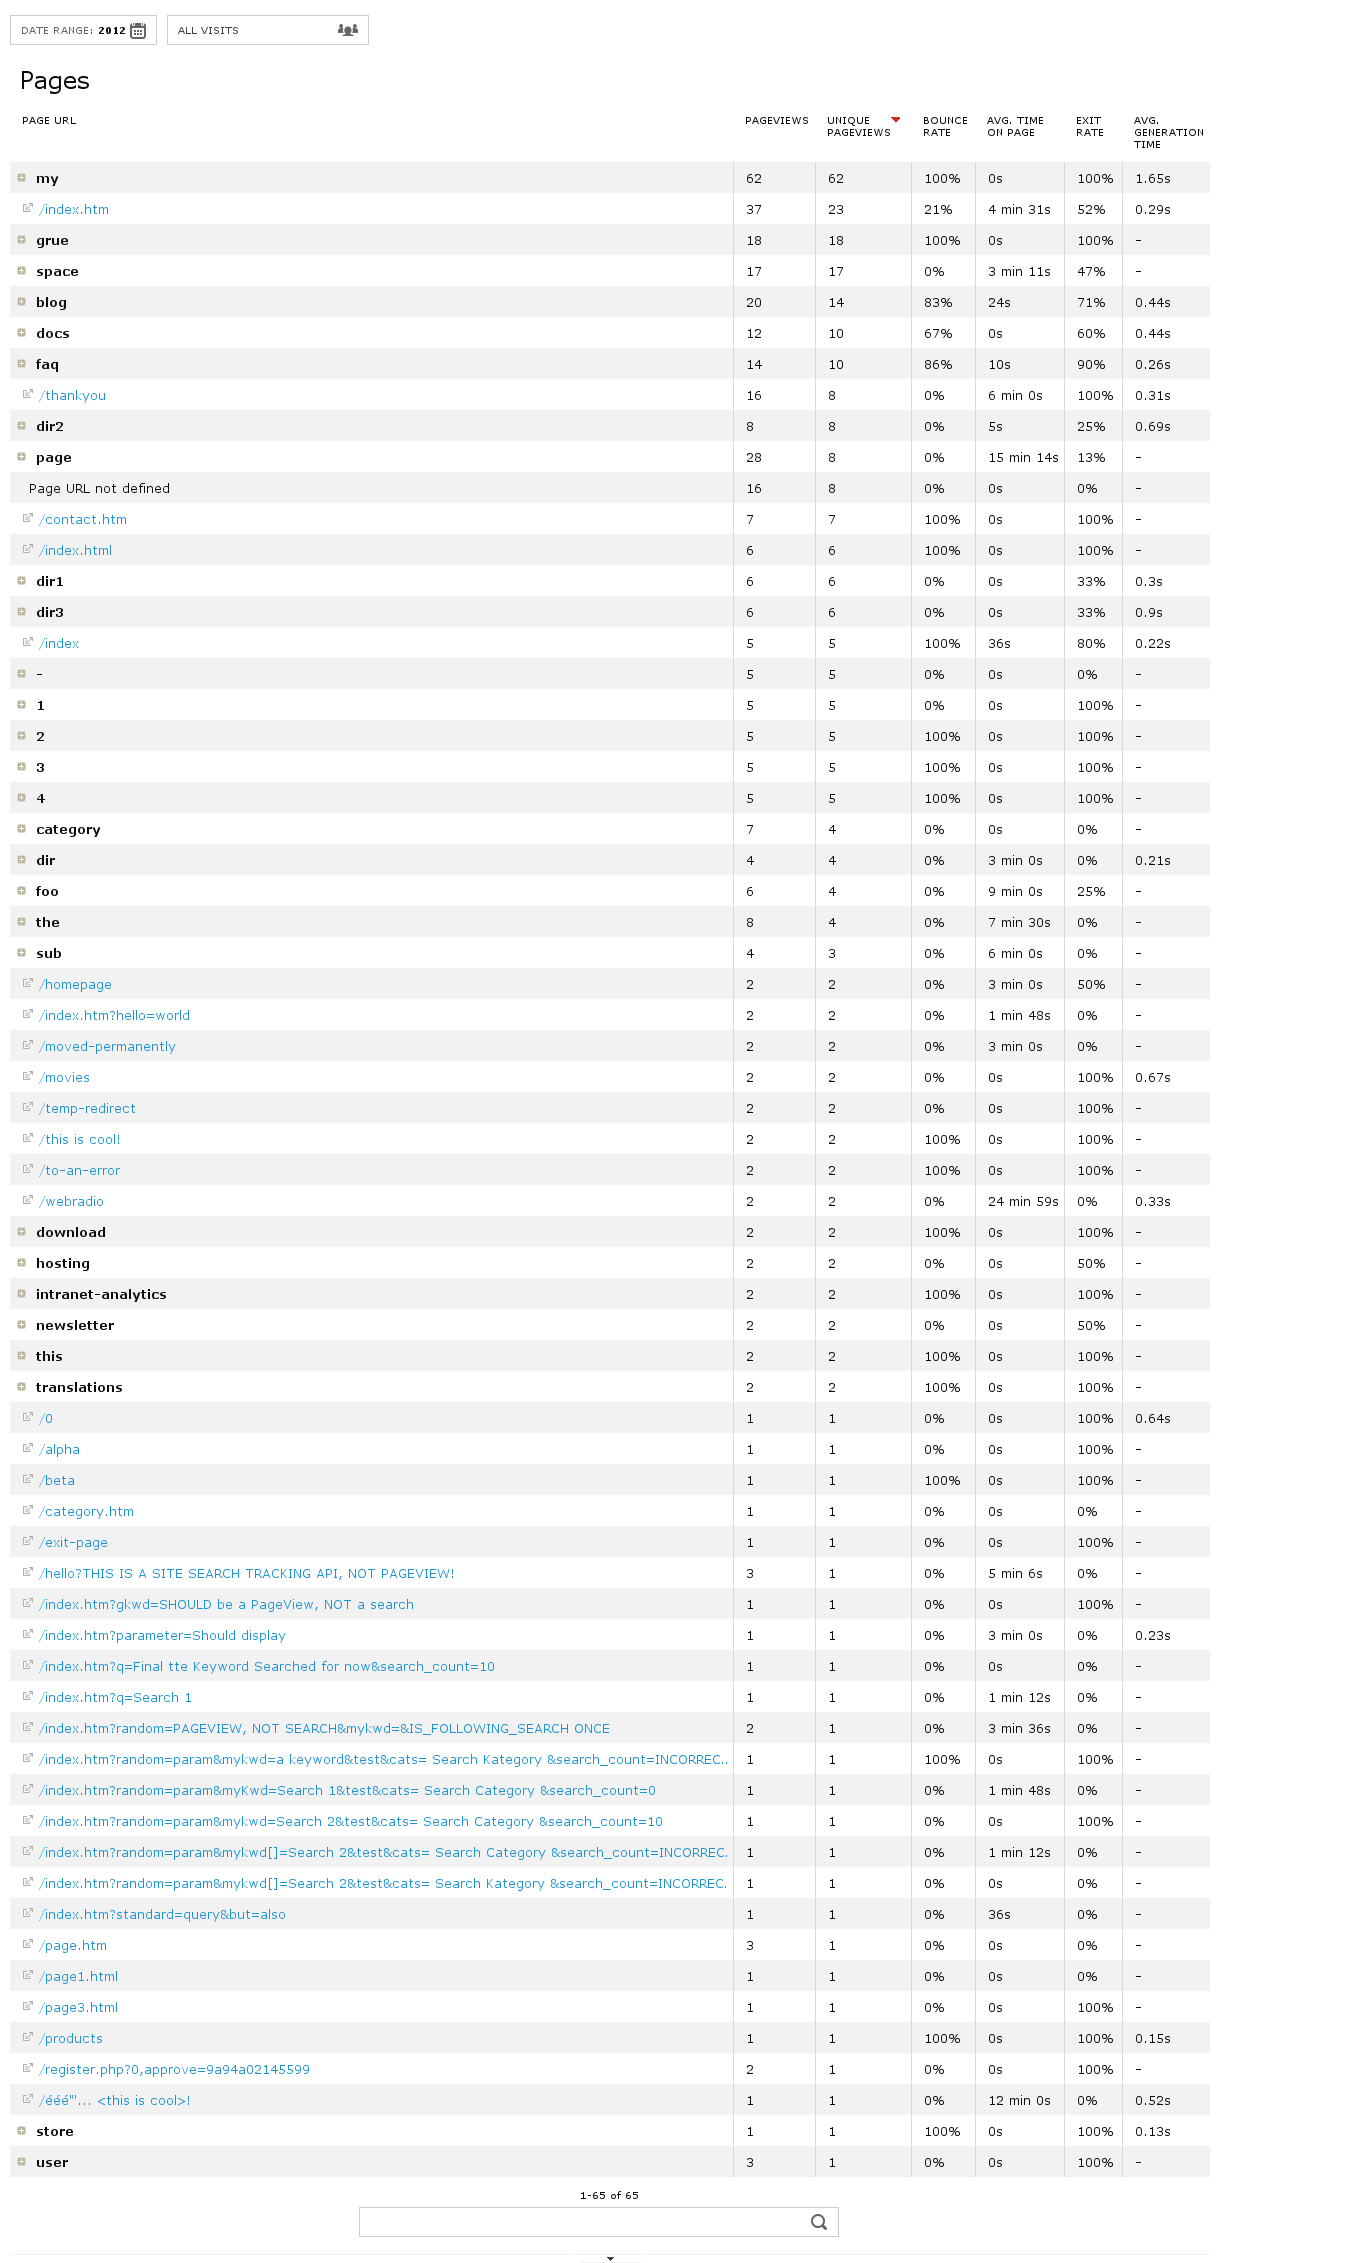 DATE RANGE: 2012 ALL VISITS
Pages
PAGE URL PAGEVIEWS UNIQUE PAGEVIEWS BOUNCE RATE AVG. TIME ON PAGE EXIT RATE AVG. GENERATION TIME
my 62 62 100% 0s 100% 1.65s
/index.htm 37 23 21% 4 min 31s 52% 0.29s
grue 18 18 100% 0s 100% -
space 17 17 0% 3 min 11s 47% -
blog 20 14 83% 24s 71% 0.44s
docs 12 10 67% 0s 60% 0.44s
faq 14 10 86% 10s 90% 0.26s
/thankyou 16 8 0% 6 min 0s 100% 0.31s
dir2 8 8 0% 5s 25% 0.69s
page 28 8 0% 15 min 14s 13% -
Page URL not defined 16 8 0% 0s 0% -
/contact.htm 7 7 100% 0s 100% -
/index.html 6 6 100% 0s 100% -
dir1 6 6 0% 0s 33% 0.3s
dir3 6 6 0% 0s 33% 0.9s
/index 5 5 100% 36s 80% 0.22s
- 5 5 0% 0s 0% -
1 5 5 0% 0s 100% -
2 5 5 100% 0s 100% -
3 5 5 100% 0s 100% -
4 5 5 100% 0s 100% -
category 7 4 0% 0s 0% -
dir 4 4 0% 3 min 0s 0% 0.21s
foo 6 4 0% 9 min 0s 25% -
the 8 4 0% 7 min 30s 0% -
sub 4 3 0% 6 min 0s 0% -
/homepage 2 2 0% 3 min 0s 50% -
/index.htm?hello=world 2 2 0% 1 min 48s 0% -
/moved-permanently 2 2 0% 3 min 0s 0% -
/movies 2 2 0% 0s 100% 0.67s
/temp-redirect 2 2 0% 0s 100% -
/this is cool! 2 2 100% 0s 100% -
/to-an-error 2 2 100% 0s 100% -
/webradio 2 2 0% 24 min 59s 0% 0.33s
download 2 2 100% 0s 100% -
hosting 2 2 0% 0s 50% -
intranet-analytics 2 2 100% 0s 100% -
newsletter 2 2 0% 0s 50% -
this 2 2 100% 0s 100% -
translations 2 2 100% 0s 100% -
/0 1 1 0% 0s 100% 0.64s
/alpha 1 1 0% 0s 100% -
/beta 1 1 100% 0s 100% -
/category.htm 1 1 0% 0s 0% -
/exit-page 1 1 0% 0s 100% -
/hello?THIS IS A SITE SEARCH TRACKING API, NOT PAGEVIEW! 3 1 0% 5 min 6s 0% -
/index.htm?gkwd=SHOULD be a PageView, NOT a search 1 1 0% 0s 100% -
/index.htm?parameter=Should display 1 1 0% 3 min 0s 0% 0.23s
/index.htm?q=Final tte Keyword Searched for now&search_count=10 1 1 0% 0s 0% -
/index.htm?q=Search 1 1 1 0% 1 min 12s 0% -
/index.htm?random=PAGEVIEW, NOT SEARCH&mykwd=&IS_FOLLOWING_SEARCH ONCE 2 1 0% 3 min 36s 0% -
/index.htm?random=param&mykwd=a keyword&test&cats= Search Kategory &search_count=INCORREC.. 1 1 100% 0s 100% -
/index.htm?random=param&myKwd=Search 1&test&cats= Search Category &search_count=0 1 1 0% 1 min 48s 0% -
/index.htm?random=param&mykwd=Search 2&test&cats= Search Category &search_count=10 1 1 0% 0s 100% -
/index.htm?random=param&mykwd[]=Search 2&test&cats= Search Category &search_count=INCORREC. 1 1 0% 1 min 12s 0% -
/index.htm?random=param&mykwd[]=Search 2&test&cats= Search Kategory &search_count=INCORREC. 1 1 0% 0s 0% -
/index.htm?standard=query&but=also 1 1 0% 36s 0% -
/page.htm 3 1 0% 0s 0% -
/page1.html 1 1 0% 0s 0% -
/page3.html 1 1 0% 0s 100% -
/products 1 1 100% 0s 100% 0.15s
/register.php?0,approve=9a94a02145599 2 1 0% 0s 100% -
/ééé"'... <this is cool>! 1 1 0% 12 min 0s 0% 0.52s
store 1 1 100% 0s 100% 0.13s
user 3 1 0% 0s 100% -
1-65 of 65